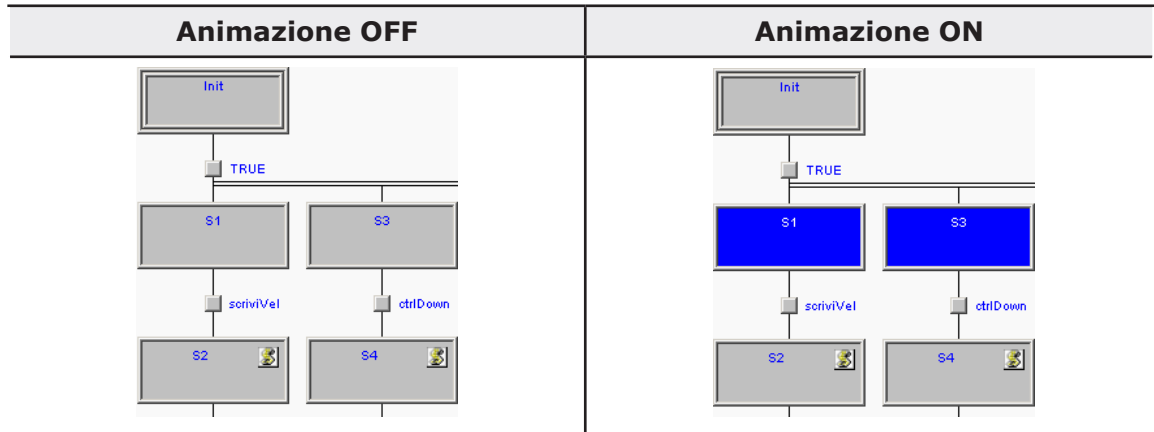 Animazione OFF
Animazione ON
Init
TRUE
S1 S3
scriviVel ctrlDown
S2 S4
Init
TRUE
S1 S3
scriviVel ctrlDown
S2 S4